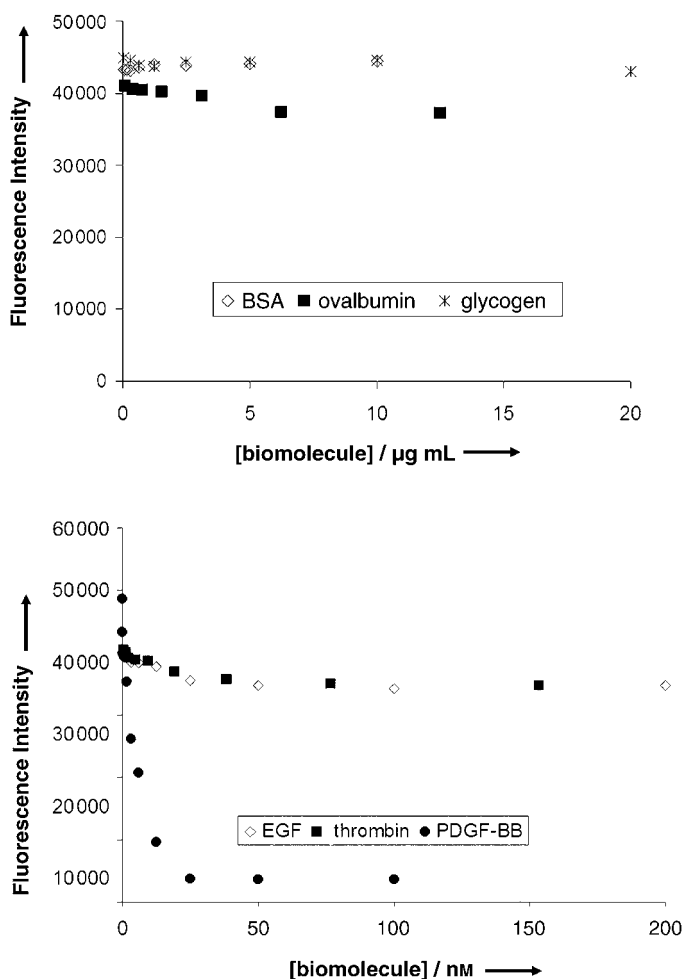 50000
40000
30000
20000
10000
0
Fluorescence Intensity
BSA ovalbumin glycogen
0 5 10 15 20
[biomolecule] / µg mL
60000
50000
40000
30000
20000
10000
Fluorescence Intensity
EGF thrombin PDGF-BB
0 50 100 150 200
[biomolecule] / nM